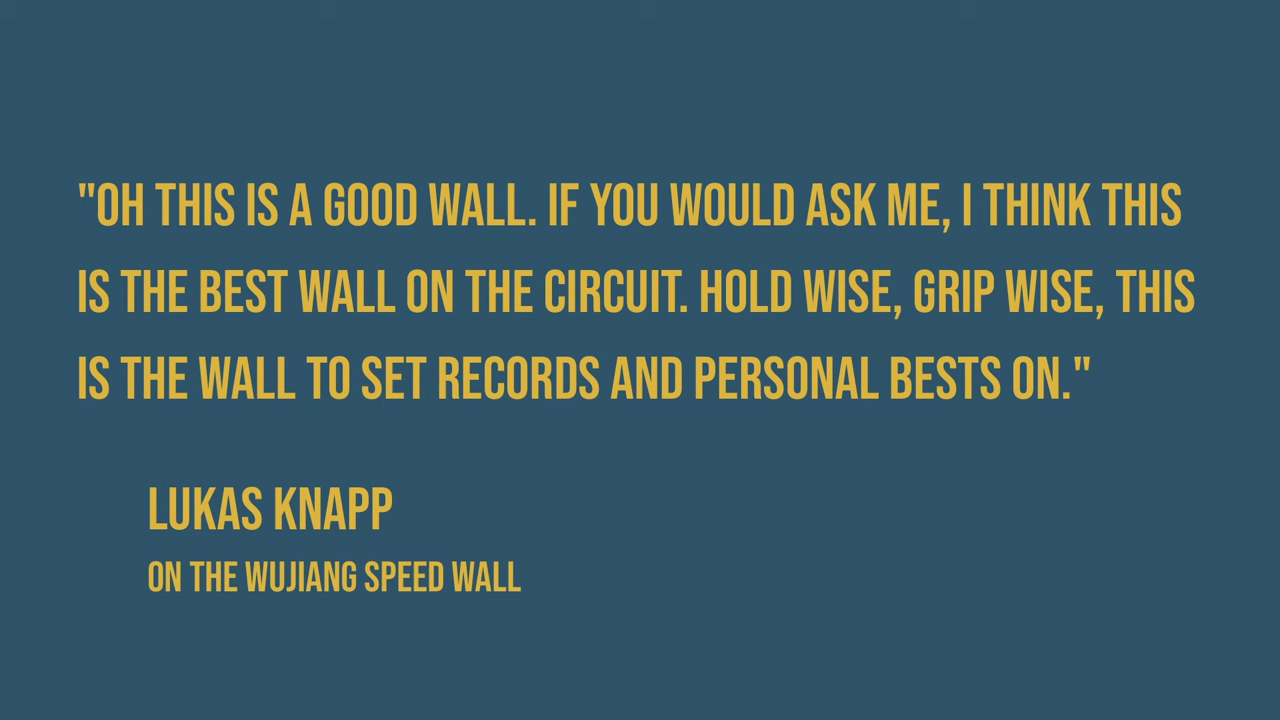 "OH THIS IS A GOOD WALL. IF YOU WOULD ASK ME, I THINK THIS
IS THE BEST WALL ON THE CIRCUIT. HOLD WISE, GRIP WISE, THIS
IS THE WALL TO SET RECORDS AND PERSONAL BESTS ON."
LUKAS KNAPP
ON THE WUJIANG SPEED WALL